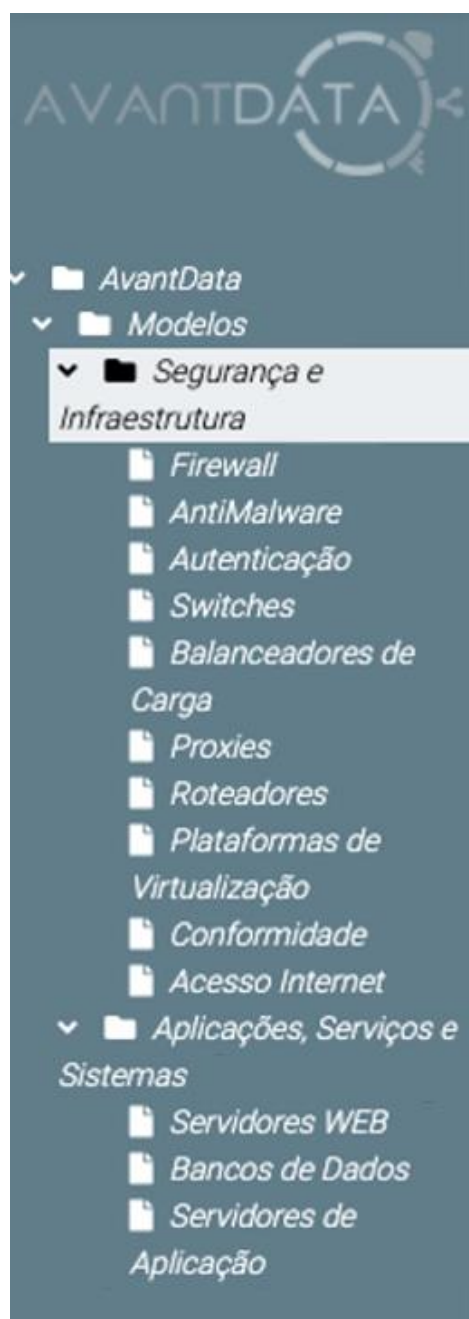 AVANTDATA
AvantData
Modelos
Segurança e
Infraestrutura
Firewall
AntiMalware
Autenticação
Switches
Balanceadores de
Carga
Proxies
Roteadores
Plataformas de
Virtualização
Conformidade
Acesso Internet
Aplicações, Serviços e
Sistemas
Servidores WEB
Bancos de Dados
Servidores de
Aplicação